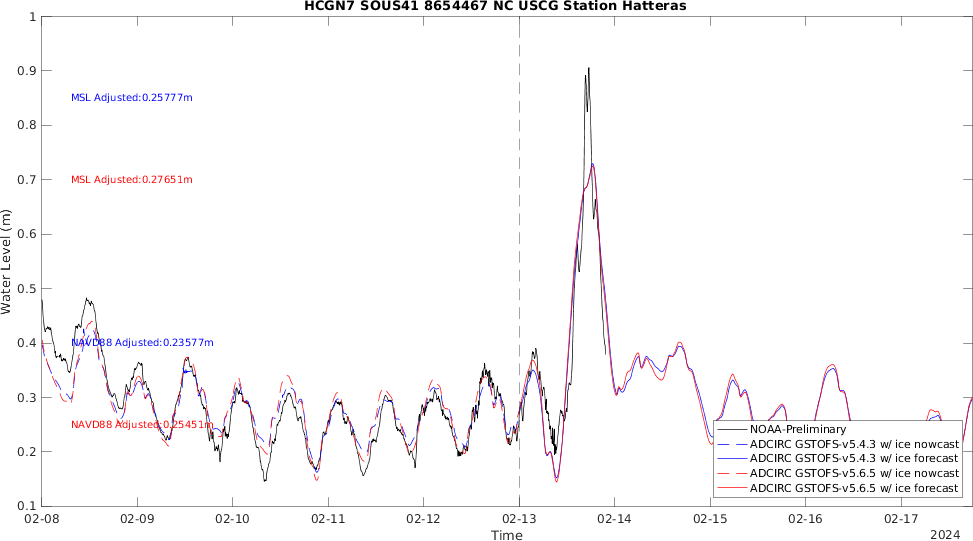 HCGN7 SOUS41 8654467 NC USCG Station Hatteras
1
0.9
0.8
0.7
0.6
0.5
0.4
0.3
0.2
0.1
Water Level (m)
MSL Adjusted:0.25777m
MSL Adjusted:0.27651m
NAVD88 Adjusted:0.23577m
NAVD88 Adjusted:0.25451m
NOAA-Preliminary
ADCIRC GSTOFS-v5.4.3 w/ ice nowcast
ADCIRC GSTOFS-v5.4.3 w/ ice forecast
ADCIRC GSTOFS-v5.6.5 w/ ice nowcast
ADCIRC GSTOFS-v5.6.5 w/ ice forecast
02-08 02-09 02-10 02-11 02-12 02-13 02-14 02-15 02-16 02-17
Time
2024